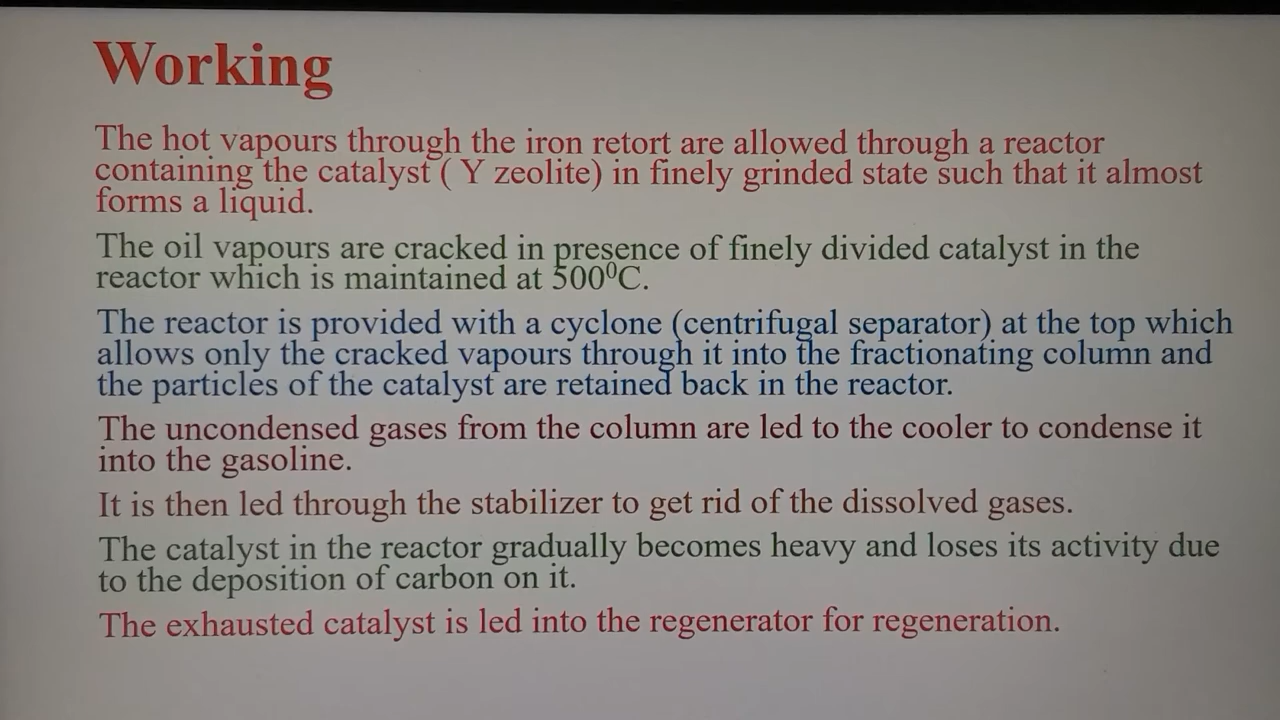 Working
The hot vapours through the iron retort are allowed through a reactor
containing the catalyst ( Y zeolite) in finely grinded state such that it almost
forms a liquid.
The oil vapours are cracked in presence of finely divided catalyst in the
reactor which is maintained at 500⁰C.
The reactor is provided with a cyclone (centrifugal separator) at the top which
allows only the cracked vapours through it into the fractionating column and
the particles of the catalyst are retained back in the reactor.
The uncondensed gases from the column are led to the cooler to condense it
into the gasoline.
It is then led through the stabilizer to get rid of the dissolved gases.
The catalyst in the reactor gradually becomes heavy and loses its activity due
to the deposition of carbon on it.
The exhausted catalyst is led into the regenerator for regeneration.